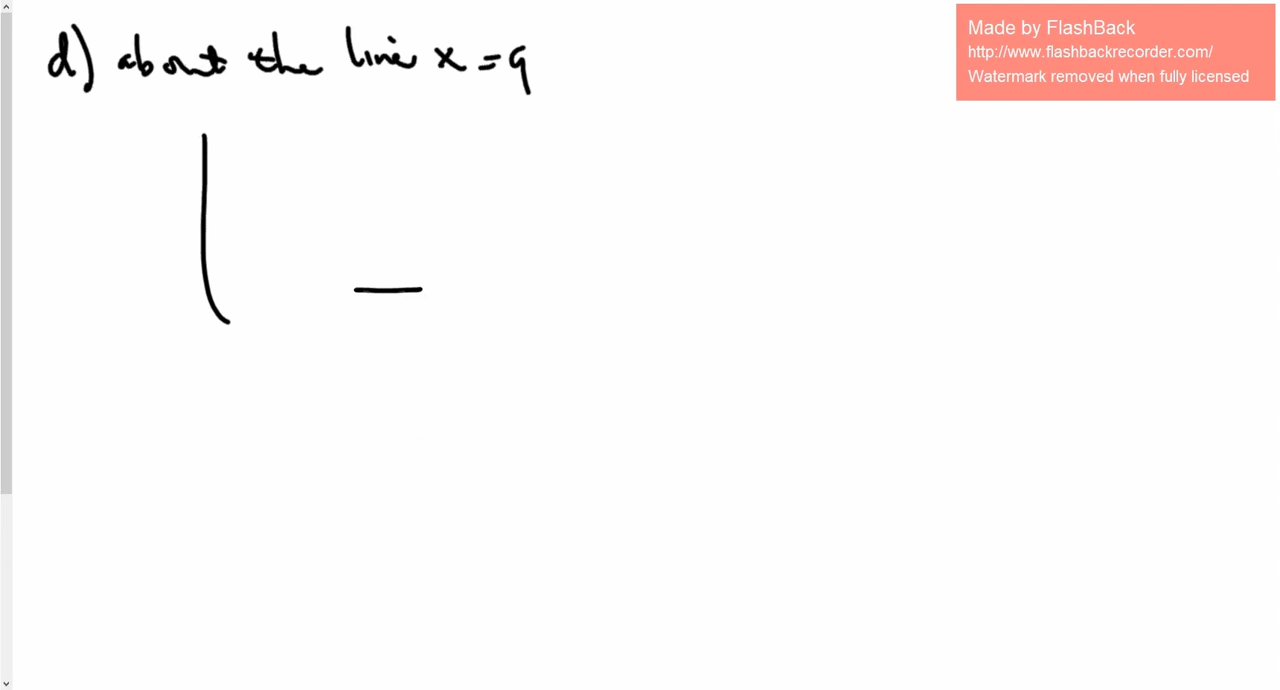 d) about the line x = 9
Made by FlashBack
http://www.flashbackrecorder.com/
Watermark removed when fully licensed